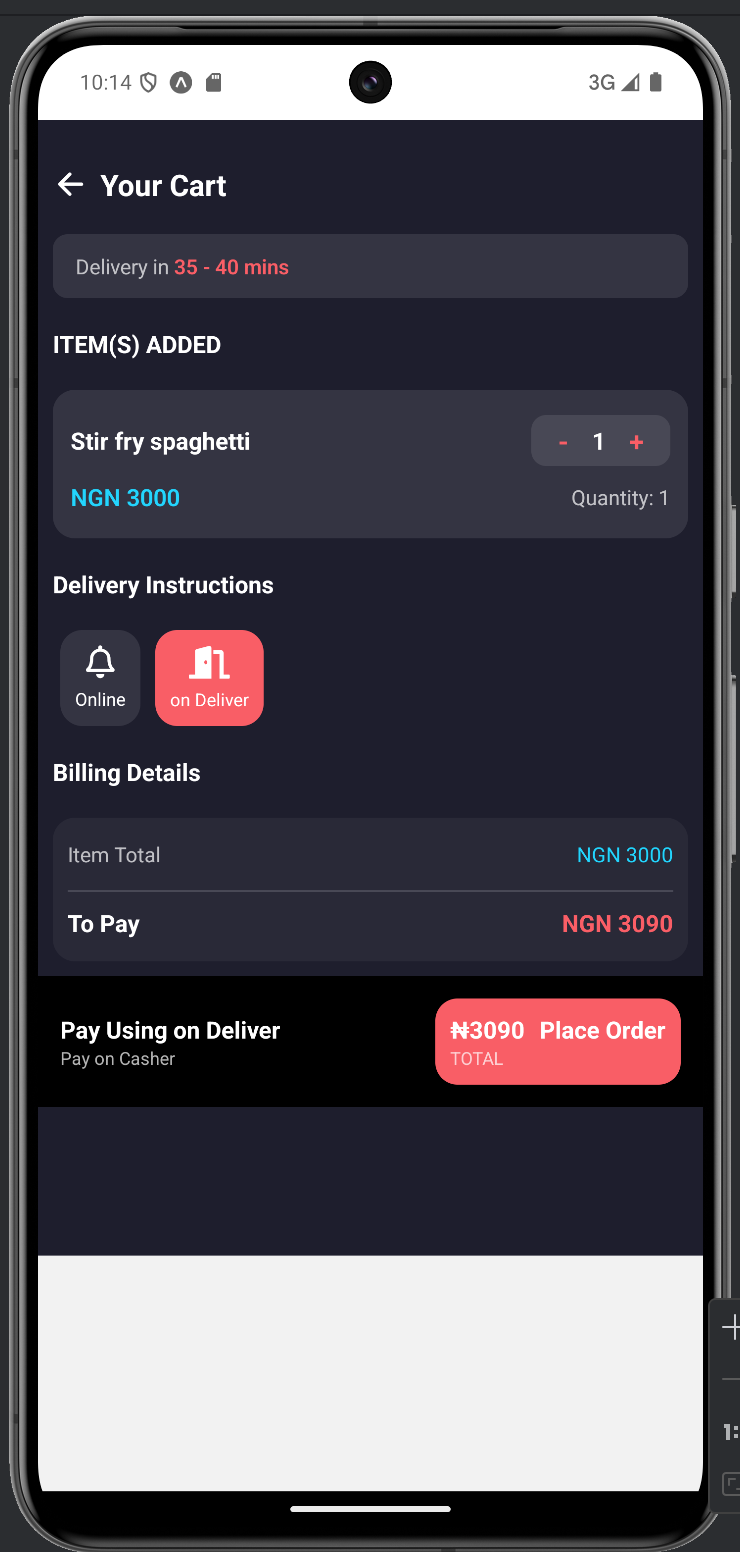 10:14 3G
Your Cart
Delivery in 35 - 40 mins
ITEM(S) ADDED
Stir fry spaghetti - 1 +
NGN 3000 Quantity: 1
Delivery Instructions
Online on Deliver
Billing Details
Item Total NGN 3000
To Pay NGN 3090
Pay Using on Deliver ₦3090 Place Order
Pay on Casher TOTAL
1: